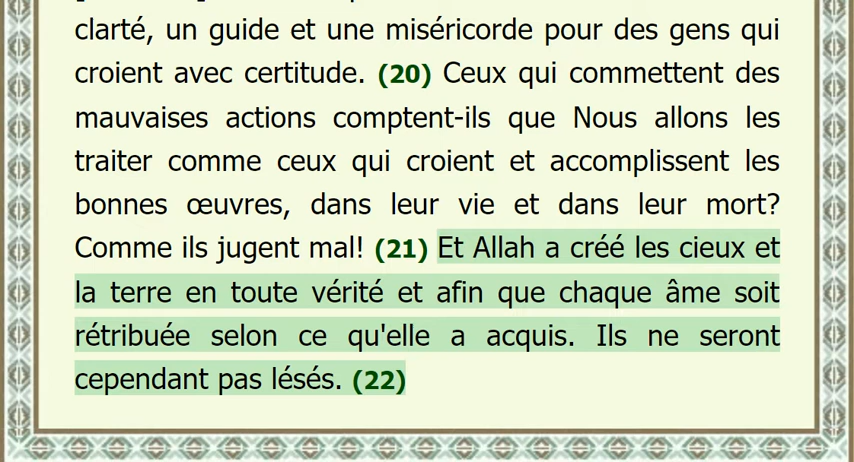 clarté, un guide et une miséricorde pour des gens qui
croient avec certitude. (20) Ceux qui commettent des
mauvaises actions comptent-ils que Nous allons les
traiter comme ceux qui croient et accomplissent les
bonnes œuvres, dans leur vie et dans leur mort?
Comme ils jugent mal! (21) Et Allah a créé les cieux et
la terre en toute vérité et afin que chaque âme soit
rétribuée selon ce qu'elle a acquis. Ils ne seront
cependant pas lésés. (22)